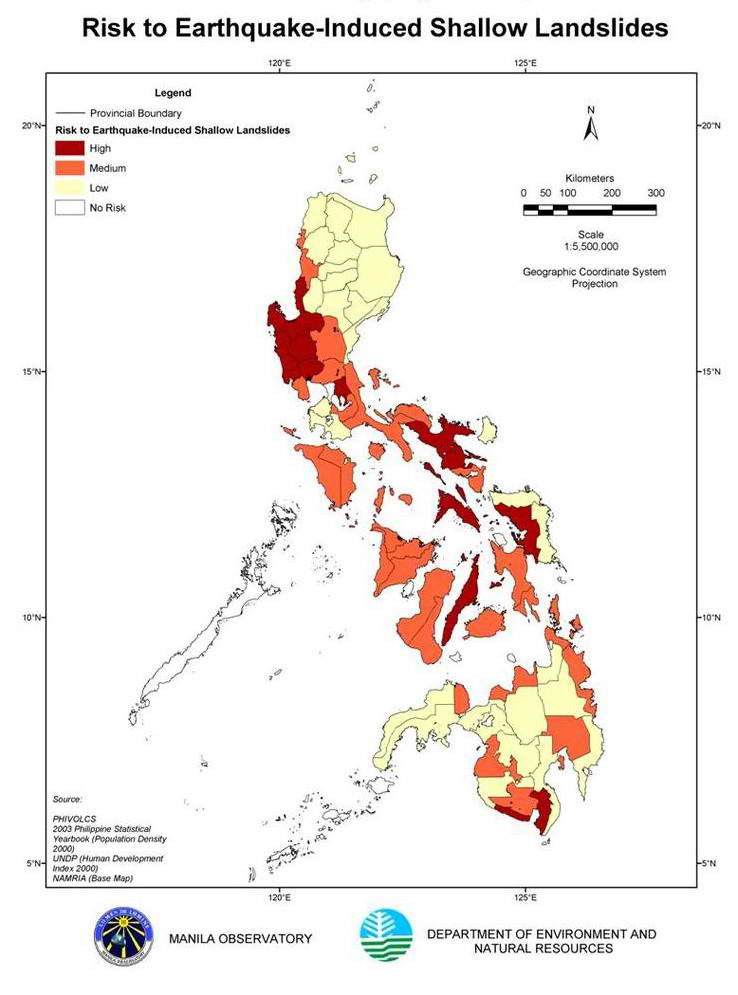 Risk to Earthquake-Induced Shallow Landslides
120°E 125°E
Legend
Provincial Boundary
Risk to Earthquake-Induced Shallow Landslides
High
Medium
Low
No Risk
20°N 20°N
N
Kilometers
0 50 100 200 300
Scale
1:5,500,000
Geographic Coordinate System
Projection
15°N 15°N
10°N 10°N
Source:
PHIVOLCS
2003 Philippine Statistical
Yearbook (Population Density
2000)
UNDP (Human Development
Index 2000)
NAMRIA (Base Map)
5°N 5°N
120°E 125°E
MANILA OBSERVATORY
MANILA OBSERVATORY
DEPARTMENT OF ENVIRONMENT AND
NATURAL RESOURCES